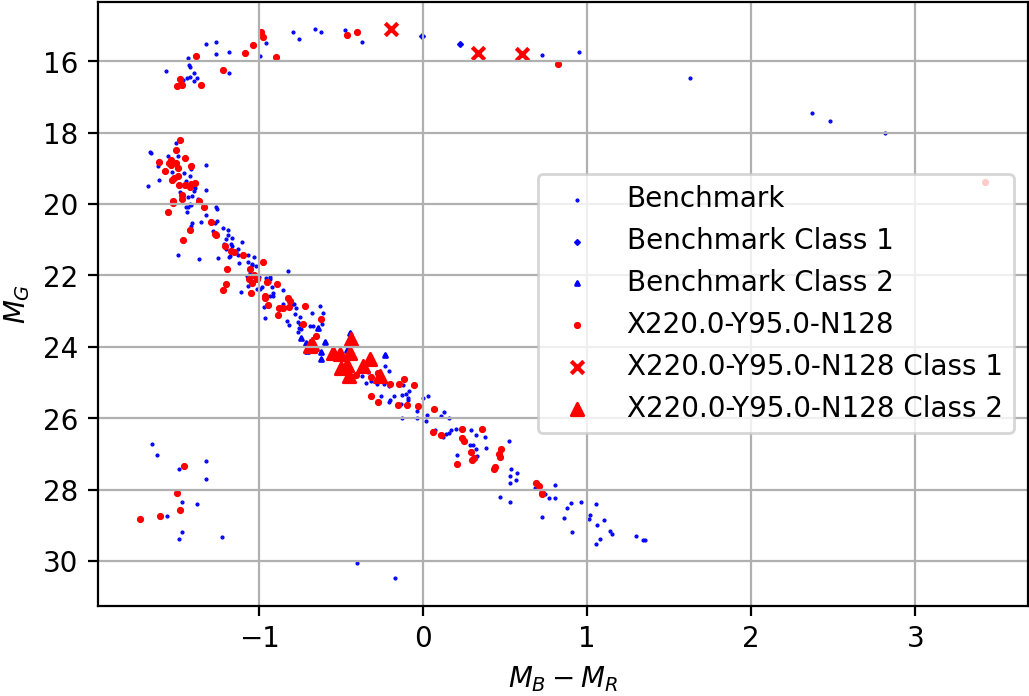 16
18
20
22
24
26
28
30
M_G
−1
0
1
2
3
M_B − M_R
Benchmark
Benchmark Class 1
Benchmark Class 2
X220.0-Y95.0-N128
X220.0-Y95.0-N128 Class 1
X220.0-Y95.0-N128 Class 2